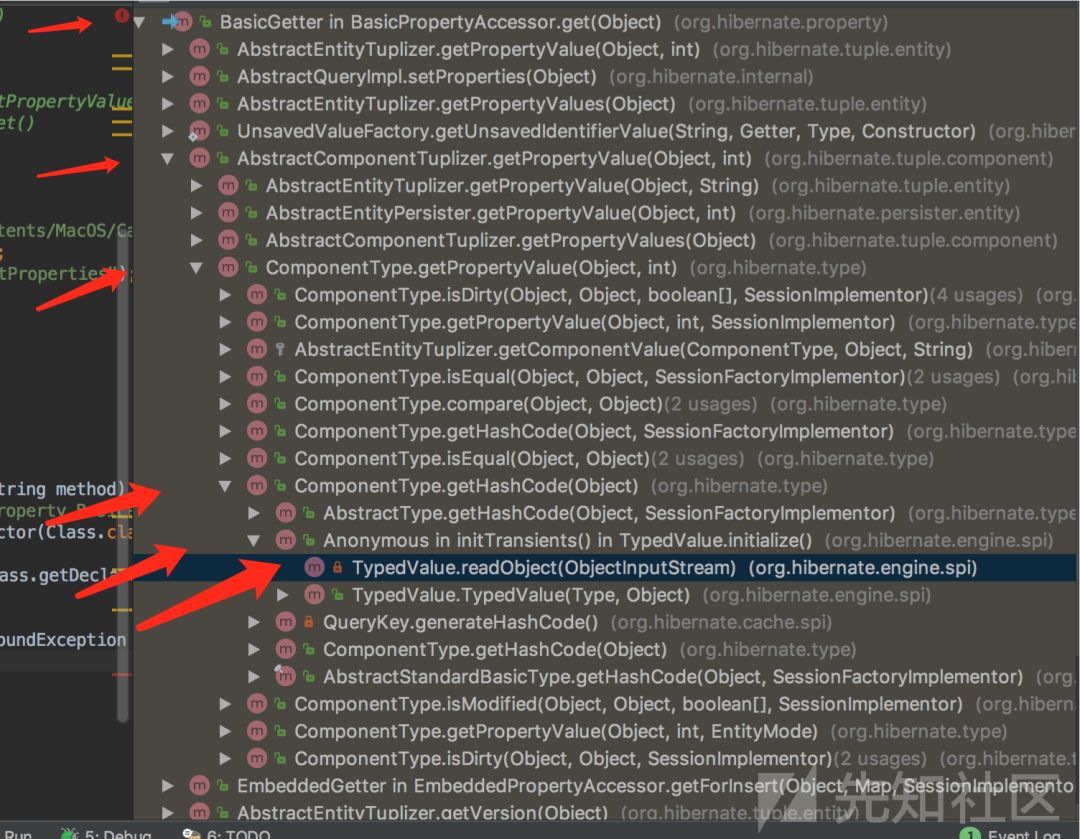 BasicGetter in BasicPropertyAccessor.get(Object) (org.hibernate.property)
AbstractEntityTuplizer.getPropertyValue(Object, int) (org.hibernate.tuple.entity)
AbstractQueryImpl.setProperties(Object) (org.hibernate.internal)
tPropertyValue
AbstractEntityTuplizer.getPropertyValues(Object) (org.hibernate.tuple.entity)
et()
UnsavedValueFactory.getUnsavedIdentifierValue(String, Getter, Type, Constructor) (org.hiber
AbstractComponentTuplizer.getPropertyValue(Object, int) (org.hibernate.tuple.component)
AbstractEntityTuplizer.getPropertyValue(Object, String) (org.hibernate.tuple.entity)
AbstractEntityPersister.getPropertyValue(Object, int) (org.hibernate.persister.entity)
tents/MacOS/Ca
AbstractComponentTuplizer.getPropertyValues(Object) (org.hibernate.tuple.component)
;
tProperties");
ComponentType.getPropertyValue(Object, int) (org.hibernate.type)
ComponentType.isDirty(Object, Object, boolean[], SessionImplementor)(4 usages) (org.
ComponentType.getPropertyValue(Object, int, SessionImplementor) (org.hibernate.type
AbstractEntityTuplizer.getComponentValue(ComponentType, Object, String) (org.hibern
ComponentType.isEqual(Object, Object, SessionFactoryImplementor)(2 usages) (org.hi
ComponentType.compare(Object, Object)(2 usages) (org.hibernate.type)
ComponentType.getHashCode(Object, SessionFactoryImplementor) (org.hibernate.type
ComponentType.isEqual(Object, Object)(2 usages) (org.hibernate.type)
tring method)
ComponentType.getHashCode(Object) (org.hibernate.type)
AbstractType.getHashCode(Object, SessionFactoryImplementor) (org.hibernate.type
ctor(Class.cla
Anonymous in initTransients() in TypedValue.initialize() (org.hibernate.engine.spi)
ass.getDecl
TypedValue.readObject(ObjectInputStream) (org.hibernate.engine.spi)
TypedValue.TypedValue(Type, Object) (org.hibernate.engine.spi)
QueryKey.generateHashCode() (org.hibernate.cache.spi)
oundException
ComponentType.getHashCode(Object) (org.hibernate.type)
AbstractStandardBasicType.getHashCode(Object, SessionFactoryImplementor) (org.
ComponentType.isModified(Object, Object, boolean[], SessionImplementor) (org.hibern
ComponentType.getPropertyValue(Object, int, EntityMode) (org.hibernate.type)
ComponentType.isDirty(Object, Object, SessionImplementor)(2 usages) (org.hibernate.t
EmbeddedGetter in EmbeddedPropertyAccessor.getForInsert(Object, Map, SessionImplemento
AbstractEntityTuplizer.getVersion(Object) (org.hibernate.tuple.entity)
先知社区
Run
5: Debug
6: TODO
1 Event Log